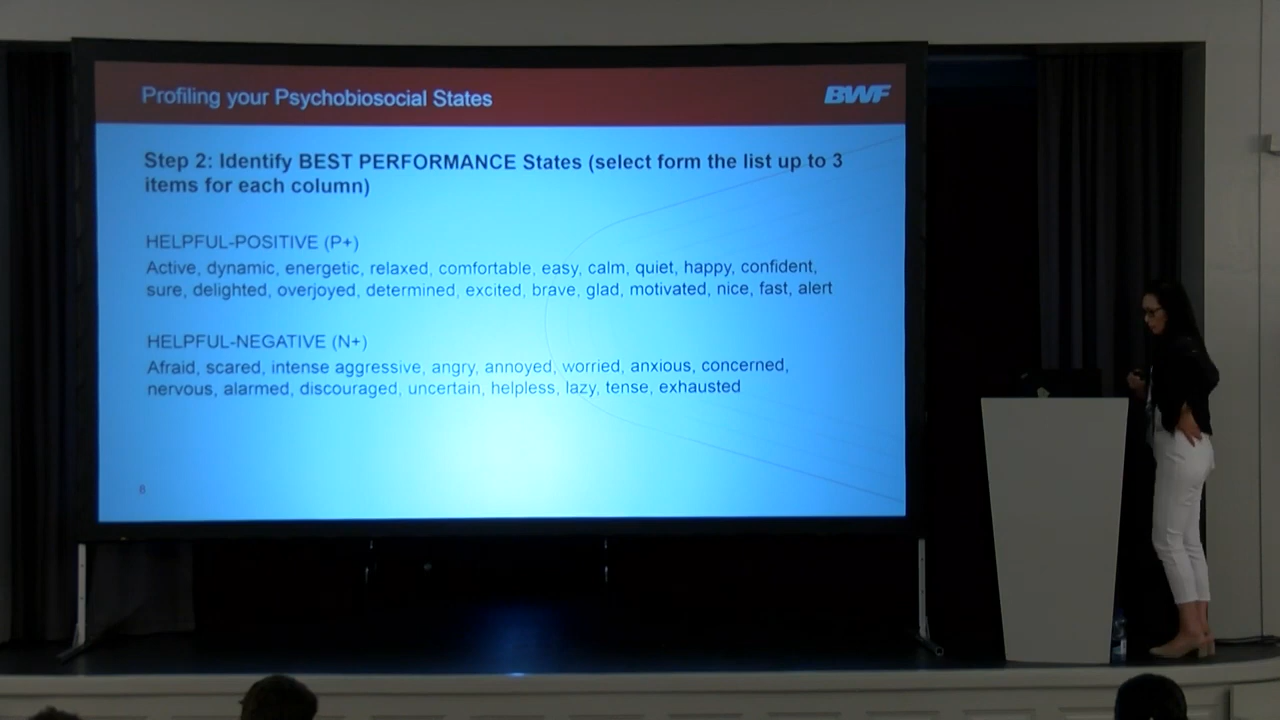 Profiling your Psychobiosocial States
BWF
Step 2: Identify BEST PERFORMANCE States (select form the list up to 3
items for each column)
HELPFUL-POSITIVE (P+)
Active, dynamic, energetic, relaxed, comfortable, easy, calm, quiet, happy, confident,
sure, delighted, overjoyed, determined, excited, brave, glad, motivated, nice, fast, alert
HELPFUL-NEGATIVE (N+)
Afraid, scared, intense aggressive, angry, annoyed, worried, anxious, concerned,
nervous, alarmed, discouraged, uncertain, helpless, lazy, tense, exhausted
8